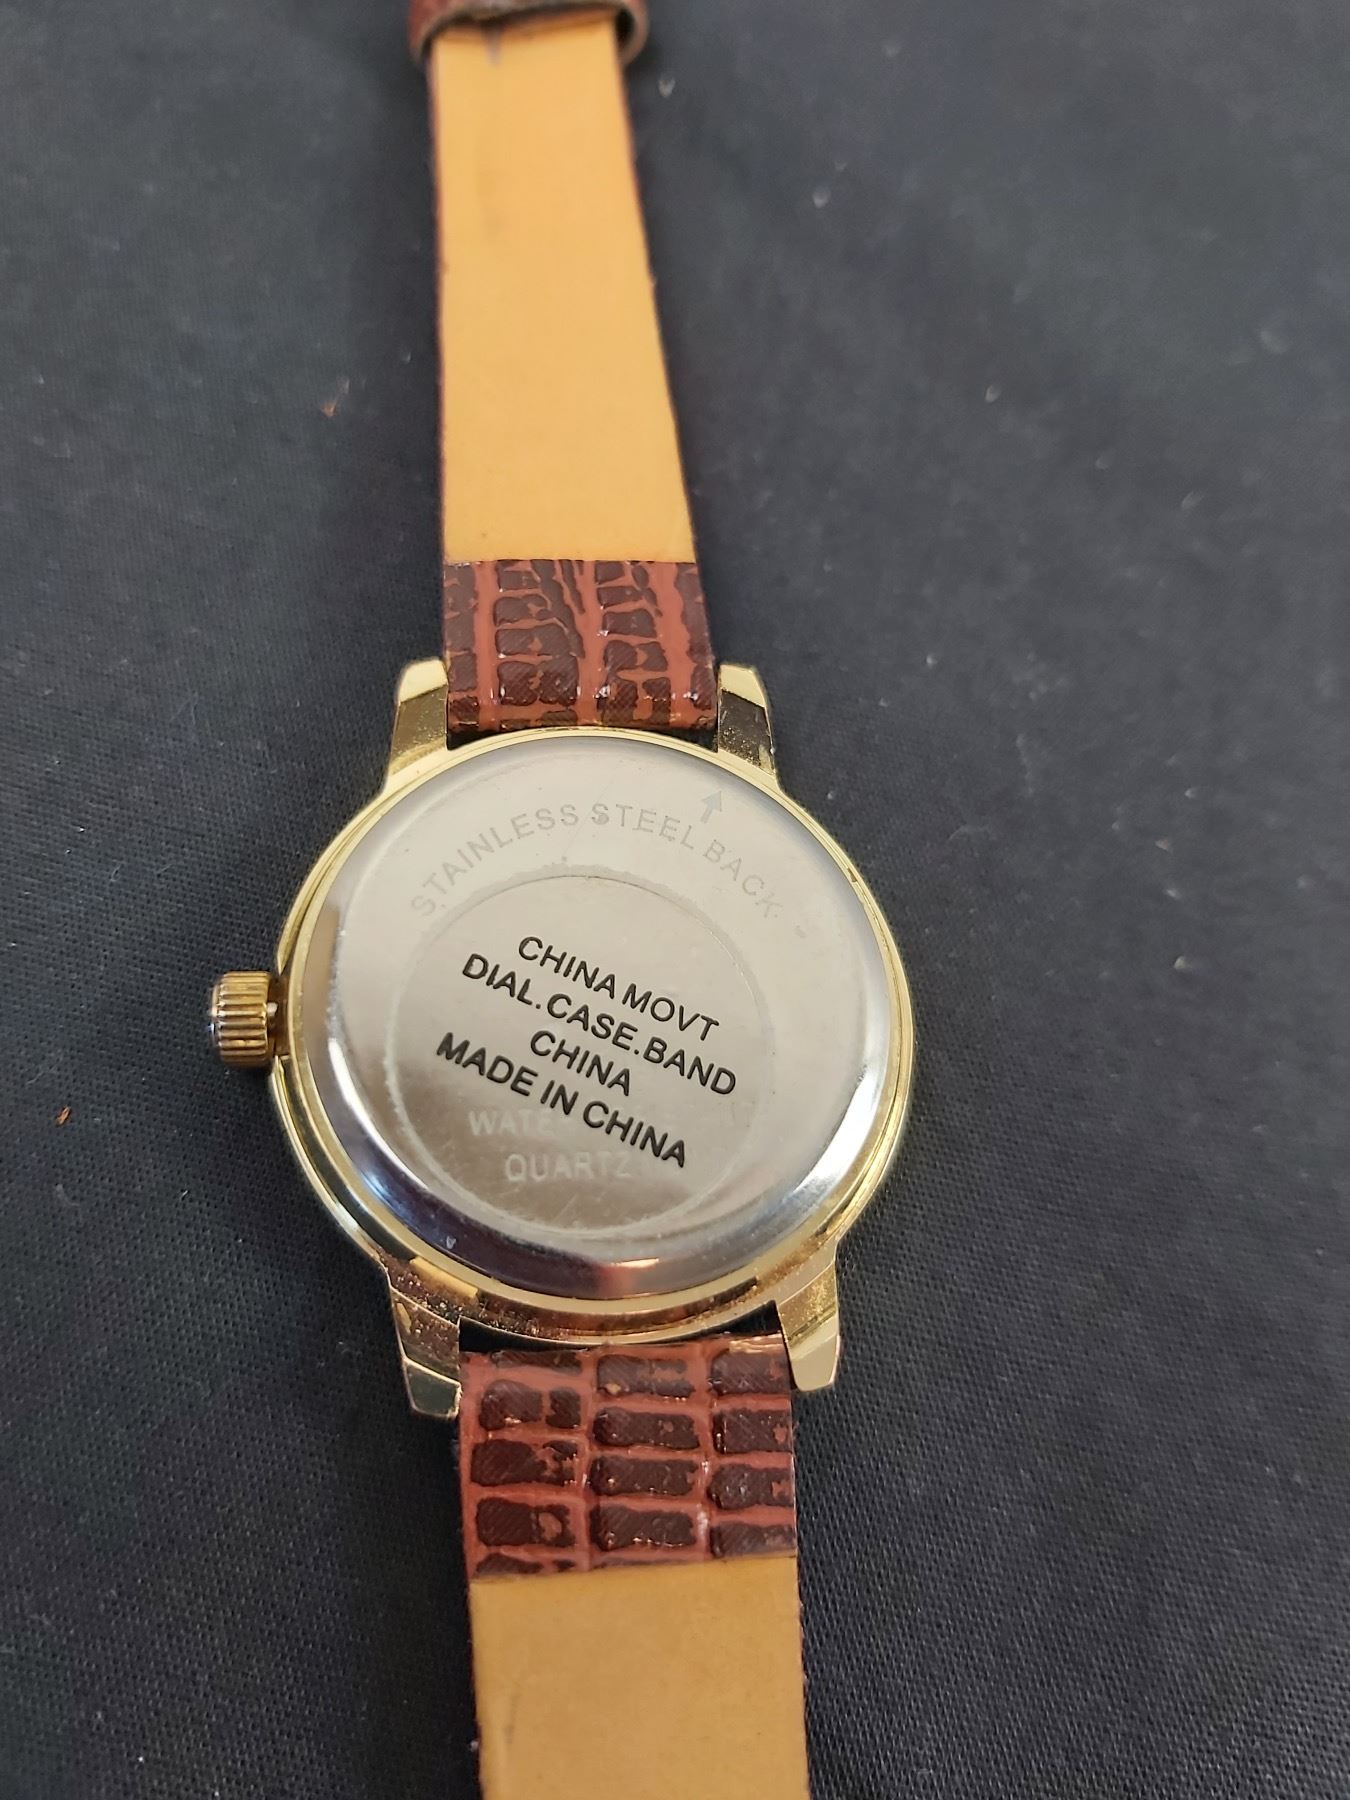 STAINLESS STEEL BACK
CHINA MOVT
DIAL.CASE.BAND
CHINA
MADE IN CHINA
QUARTZ